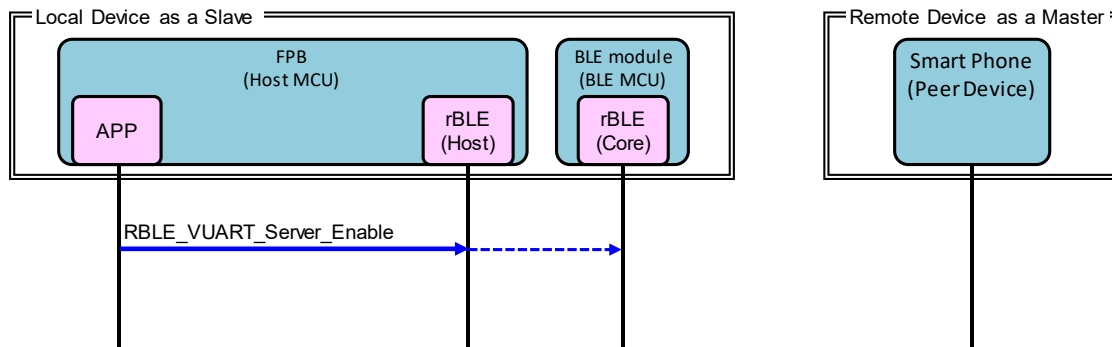 Local Device as a Slave
Remote Device as a Master
FPB
(Host MCU)
BLE module
(BLE MCU)
Smart Phone
(Peer Device)
APP
rBLE
(Host)
rBLE
(Core)
RBLE_VUART_Server_Enable